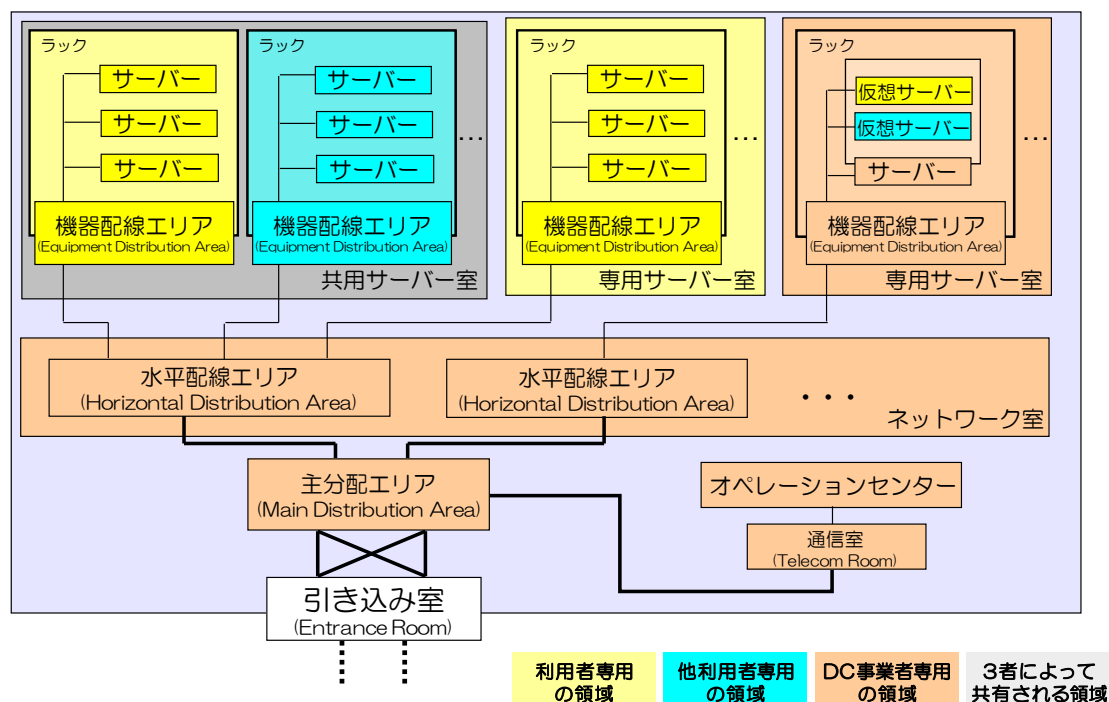 ラック
サーバー
サーバー
サーバー
機器配線エリア
(Equipment Distribution Area)
ラック
サーバー
サーバー
サーバー
機器配線エリア
(Equipment Distribution Area)
...
共用サーバー室
ラック
サーバー
サーバー
サーバー
機器配線エリア
(Equipment Distribution Area)
...
専用サーバー室
ラック
仮想サーバー
仮想サーバー
サーバー
機器配線エリア
(Equipment Distribution Area)
...
専用サーバー室
水平配線エリア
(Horizontal Distribution Area)
水平配線エリア
(Horizontal Distribution Area)
・・・
ネットワーク室
主分配エリア
(Main Distribution Area)
オペレーションセンター
通信室
(Telecom Room)
引き込み室
(Entrance Room)
利用者専用
の領域
他利用者専用
の領域
DC事業者専用
の領域
3者によって
共有される領域